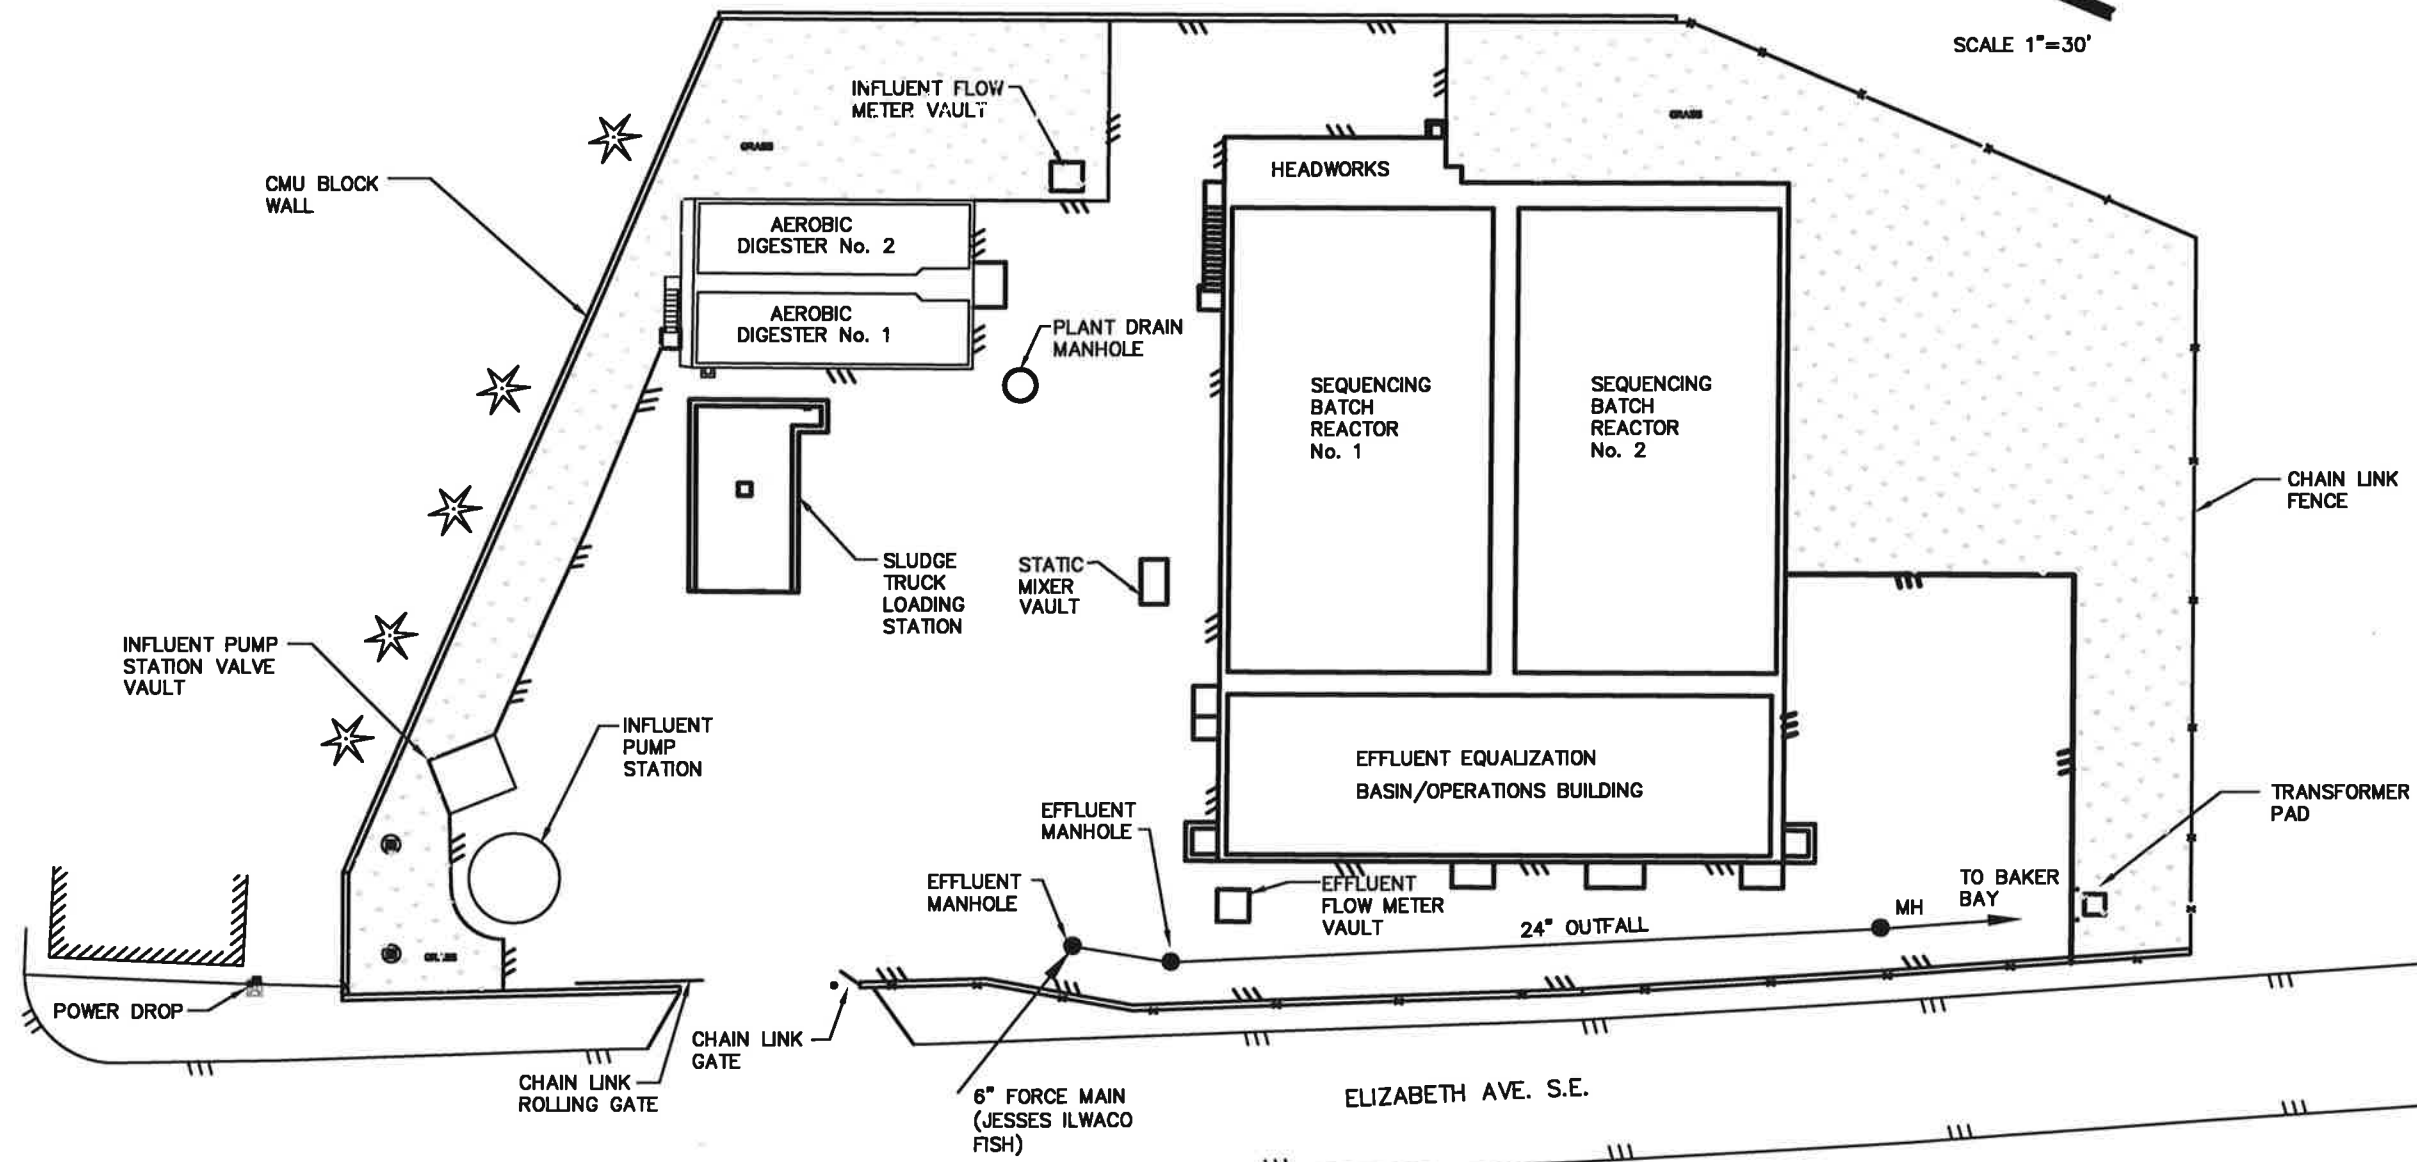 SCALE 1"=30'
INFLUENT FLOW
METER VAULT
GRASS
GRASS
CMU BLOCK
WALL
HEADWORKS
AEROBIC
DIGESTER No. 2
AEROBIC
DIGESTER No. 1
PLANT DRAIN
MANHOLE
SEQUENCING
BATCH
REACTOR
No. 1
SEQUENCING
BATCH
REACTOR
No. 2
CHAIN LINK
FENCE
SLUDGE
TRUCK
LOADING
STATION
STATIC
MIXER
VAULT
INFLUENT PUMP
STATION VALVE
VAULT
INFLUENT
PUMP
STATION
EFFLUENT EQUALIZATION
BASIN/OPERATIONS BUILDING
TRANSFORMER
PAD
EFFLUENT
MANHOLE
EFFLUENT
MANHOLE
EFFLUENT
FLOW METER
VAULT
24" OUTFALL
MH
TO BAKER
BAY
POWER DROP
CHAIN LINK
GATE
CHAIN LINK
ROLLING GATE
6" FORCE MAIN
(JESSES ILWACO
FISH)
ELIZABETH AVE. S.E.